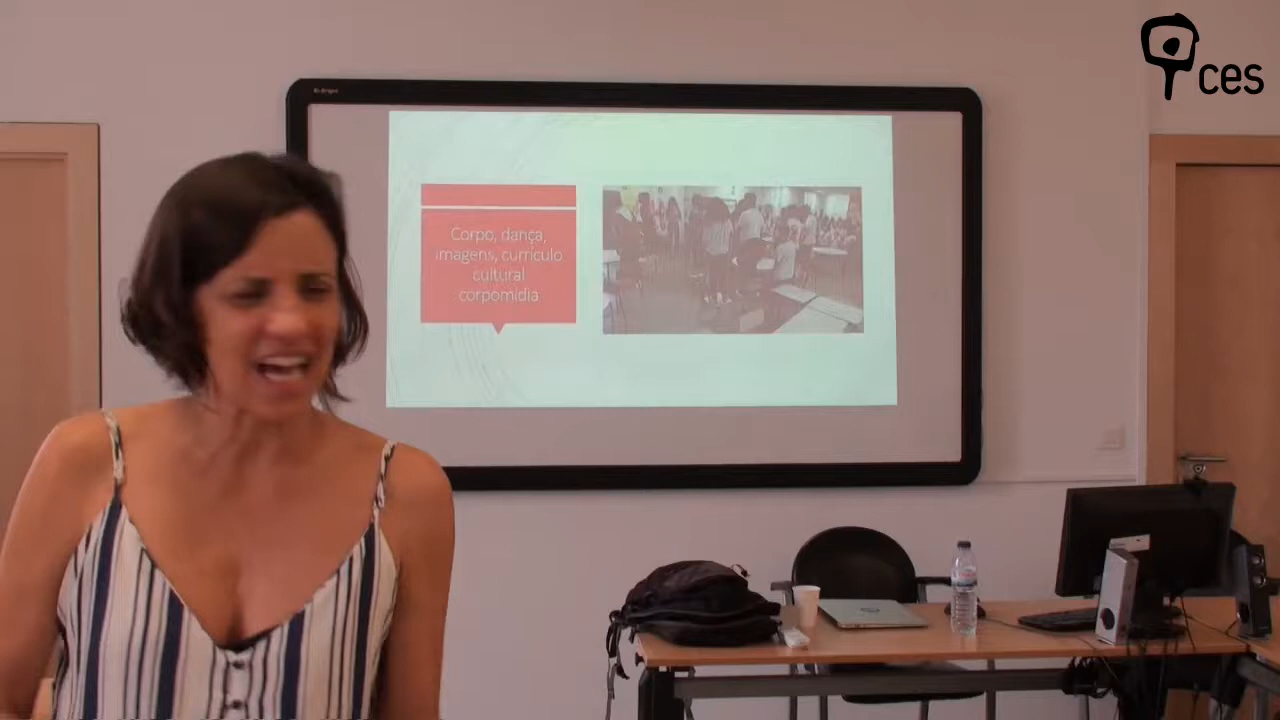 ces
Corpo, dança,
imagens, currículo
cultural
corpomídia